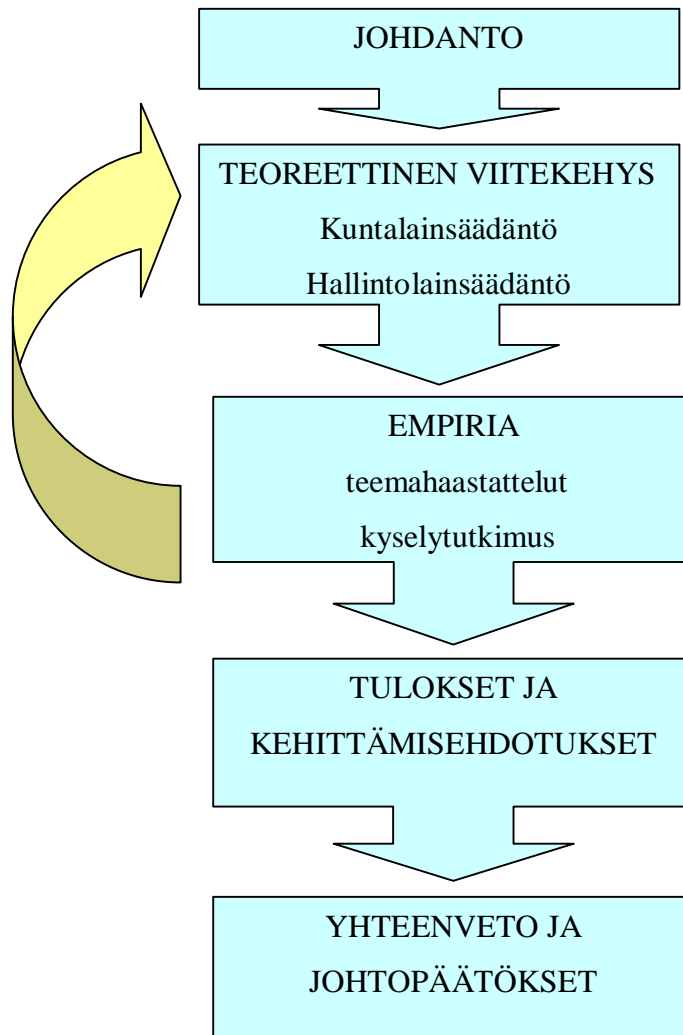 JOHDANTO
TEOREETTINEN VIITEKEHYS
Kuntalainsäädäntö
Hallintolainsäädäntö
EMPIRIA
teemahaastattelut
kyselytutkimus
TULOKSET JA
KEHITTÄMISEHDOTUKSET
YHTEENVETO JA
JOHTOPÄÄTÖKSET